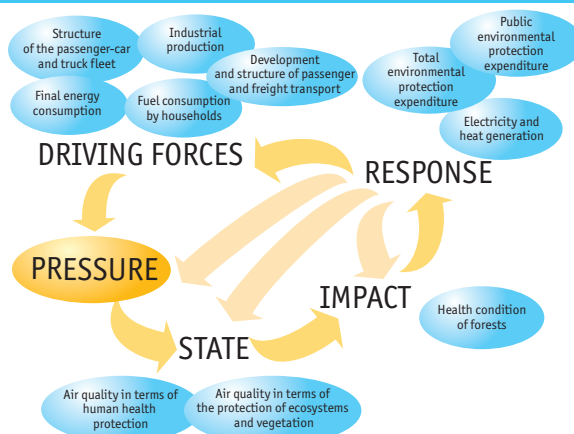 Structure
of the passenger-car
and truck fleet
Industrial
production
Development
and structure of passenger
and freight transport
Final energy
consumption
Fuel consumption
by households
Public
environmental
protection
expenditure
Total
environmental
protection
expenditure
Electricity and
heat generation
DRIVING FORCES
RESPONSE
PRESSURE
IMPACT
STATE
Health condition
of forests
Air quality in terms of
human health
protection
Air quality in terms of
the protection of ecosystems
and vegetation